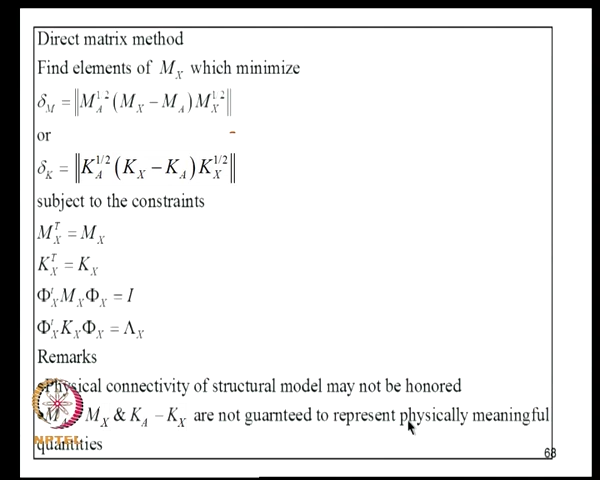 Direct matrix method
Find elements of M_X which minimize
δ_M = ‖M_A^{1/2}(M_X − M_A)M_X^{1/2}‖
or
δ_K = ‖K_A^{1/2}(K_X − K_A)K_X^{1/2}‖
subject to the constraints
M_X^T = M_X
K_X^T = K_X
Φ_X^t M_X Φ_X = I
Φ_X^t K_X Φ_X = Λ_X
Remarks
•Physical connectivity of structural model may not be honored
•M M_X & K_A − K_X are not guarnteed to represent physically meaningful
quantities
NPTEL
68